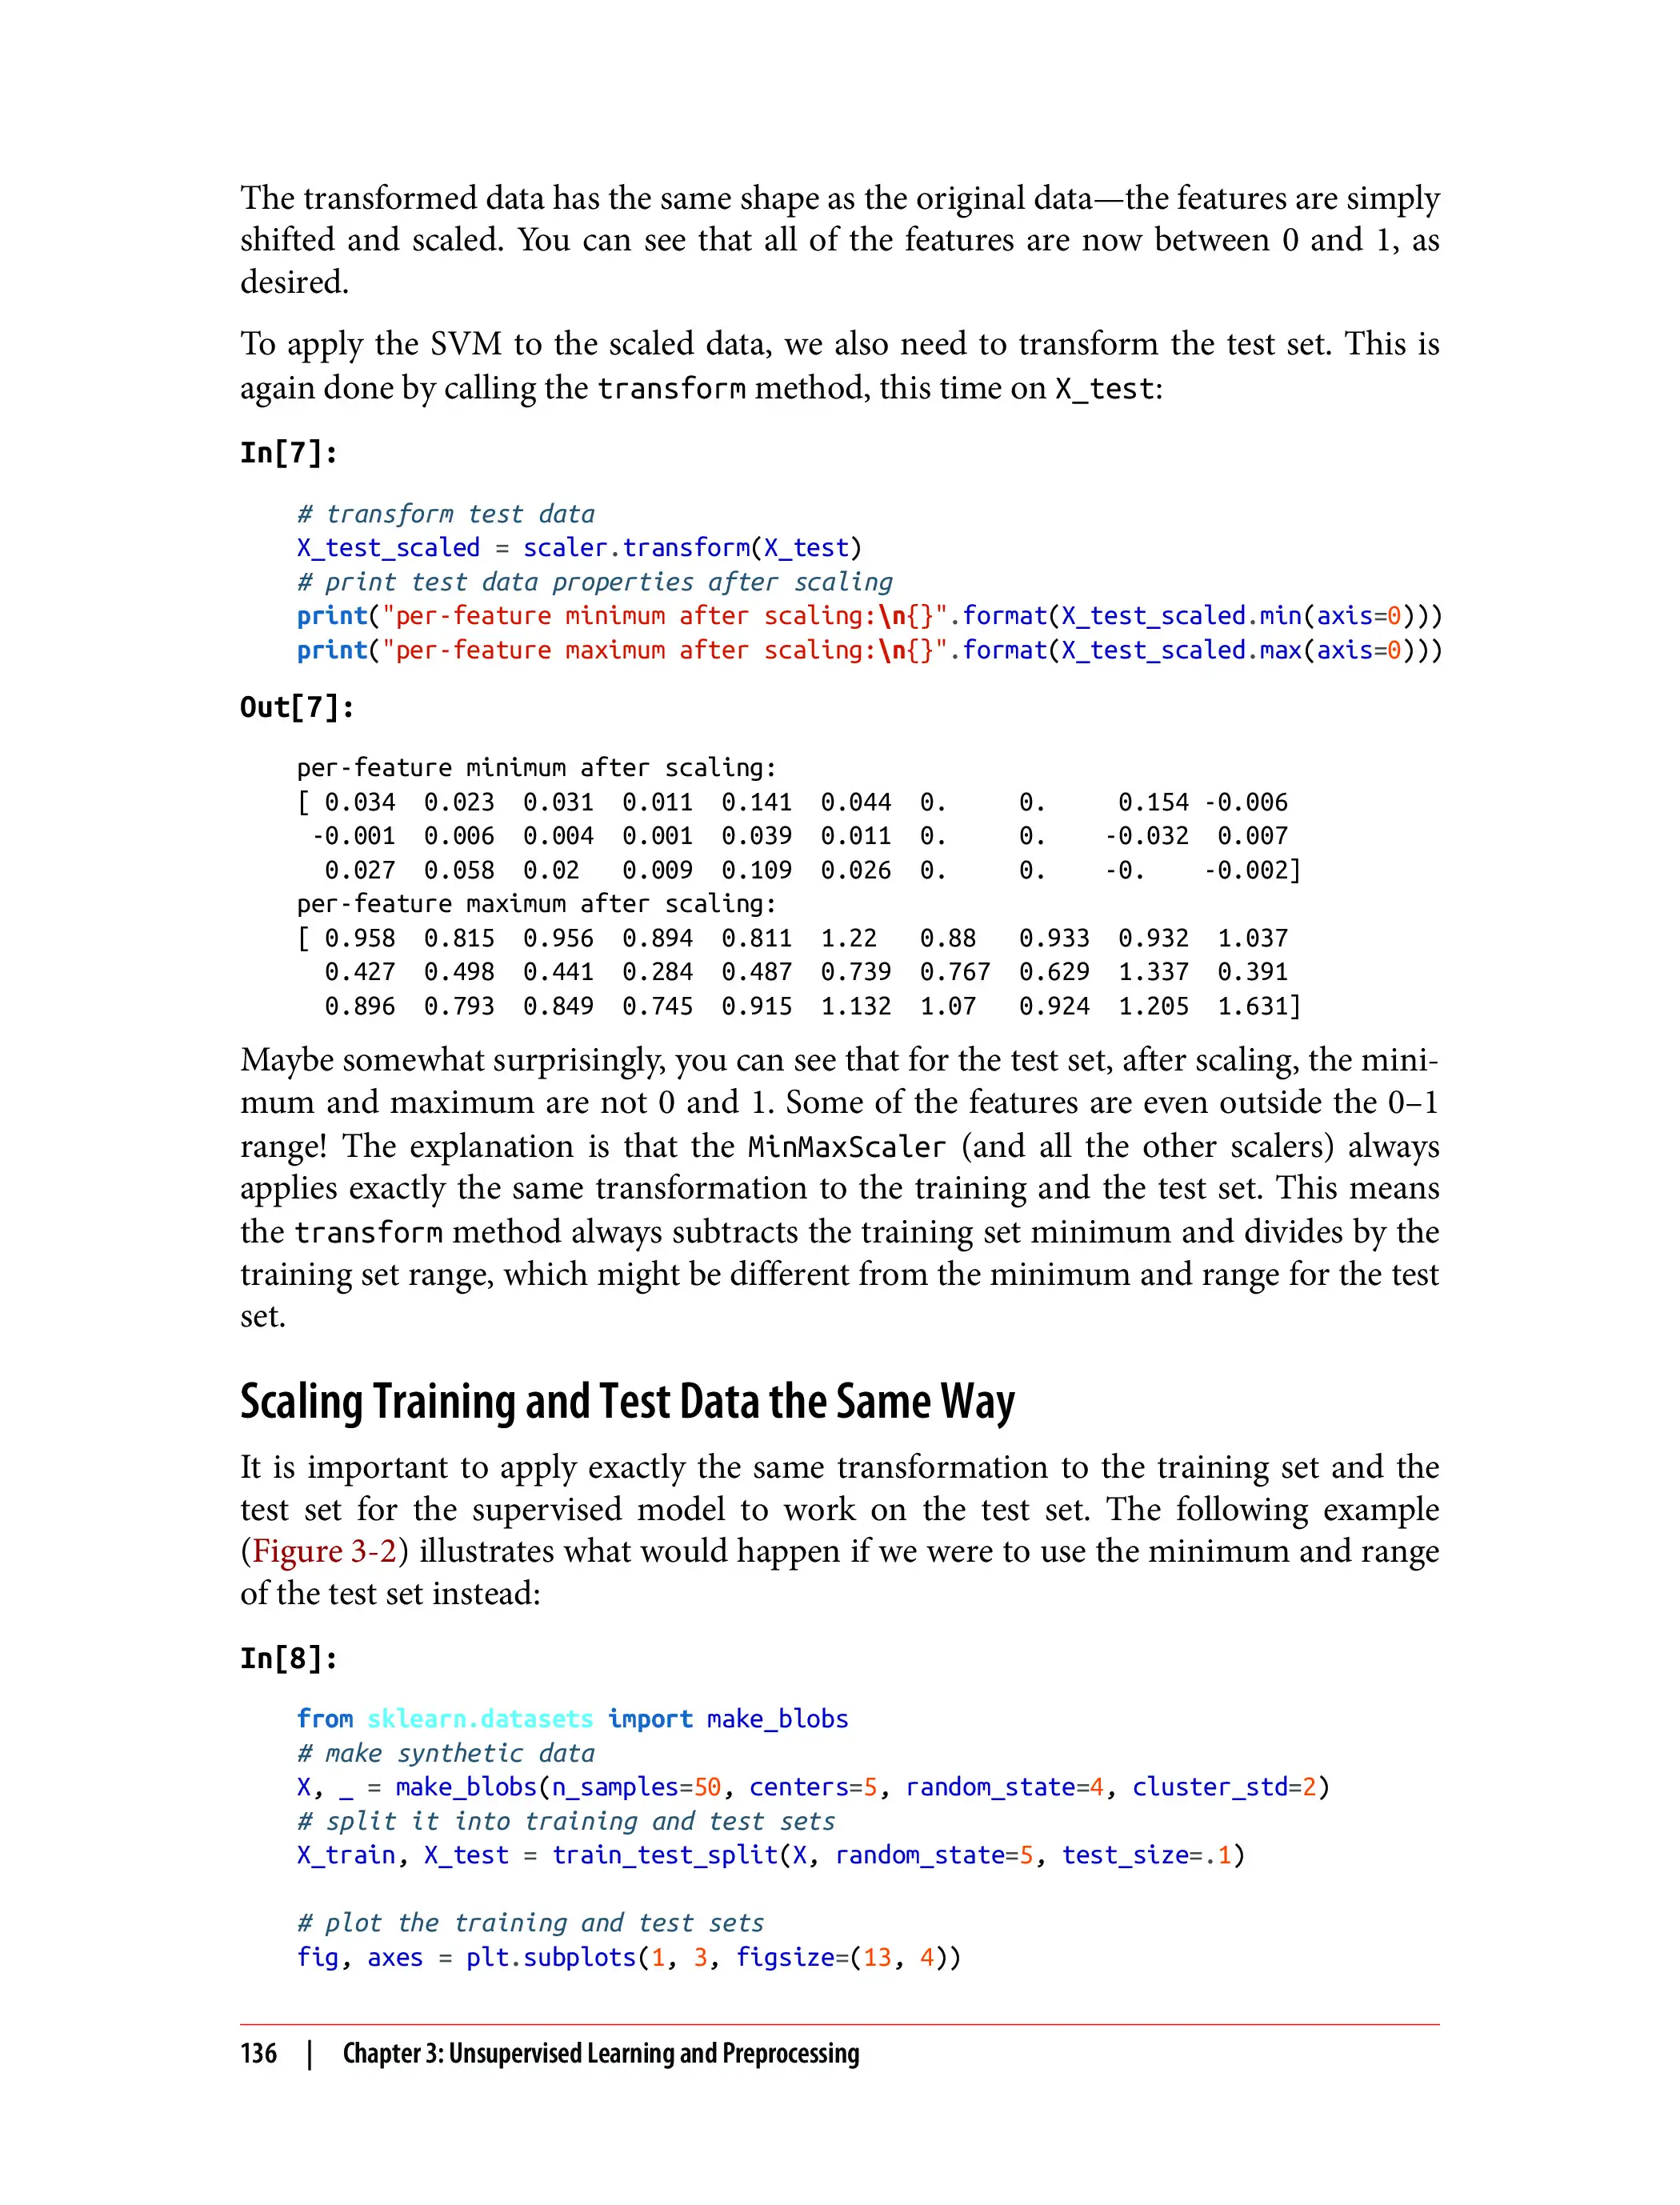 The transformed data has the same shape as the original data—the features are simply
shifted and scaled. You can see that all of the features are now between 0 and 1, as
desired.
To apply the SVM to the scaled data, we also need to transform the test set. This is
again done by calling the transform method, this time on X_test:
In[7]:
# transform test data
X_test_scaled = scaler.transform(X_test)
# print test data properties after scaling
print("per-feature minimum after scaling:\n{}".format(X_test_scaled.min(axis=0)))
print("per-feature maximum after scaling:\n{}".format(X_test_scaled.max(axis=0)))
Out[7]:
per-feature minimum after scaling:
[ 0.034  0.023  0.031  0.011  0.141  0.044  0.     0.     0.154 -0.006
 -0.001  0.006  0.004  0.001  0.039  0.011  0.     0.    -0.032  0.007
  0.027  0.058  0.02   0.009  0.109  0.026  0.     0.    -0.    -0.002]
per-feature maximum after scaling:
[ 0.958  0.815  0.956  0.894  0.811  1.22   0.88   0.933  0.932  1.037
  0.427  0.498  0.441  0.284  0.487  0.739  0.767  0.629  1.337  0.391
  0.896  0.793  0.849  0.745  0.915  1.132  1.07   0.924  1.205  1.631]
Maybe somewhat surprisingly, you can see that for the test set, after scaling, the mini-
mum and maximum are not 0 and 1. Some of the features are even outside the 0–1
range! The explanation is that the MinMaxScaler (and all the other scalers) always
applies exactly the same transformation to the training and the test set. This means
the transform method always subtracts the training set minimum and divides by the
training set range, which might be different from the minimum and range for the test
set.
Scaling Training and Test Data the Same Way
It is important to apply exactly the same transformation to the training set and the
test set for the supervised model to work on the test set. The following example
(Figure 3-2) illustrates what would happen if we were to use the minimum and range
of the test set instead:
In[8]:
from sklearn.datasets import make_blobs
# make synthetic data
X, _ = make_blobs(n_samples=50, centers=5, random_state=4, cluster_std=2)
# split it into training and test sets
X_train, X_test = train_test_split(X, random_state=5, test_size=.1)
# plot the training and test sets
fig, axes = plt.subplots(1, 3, figsize=(13, 4))
136 | Chapter 3: Unsupervised Learning and Preprocessing